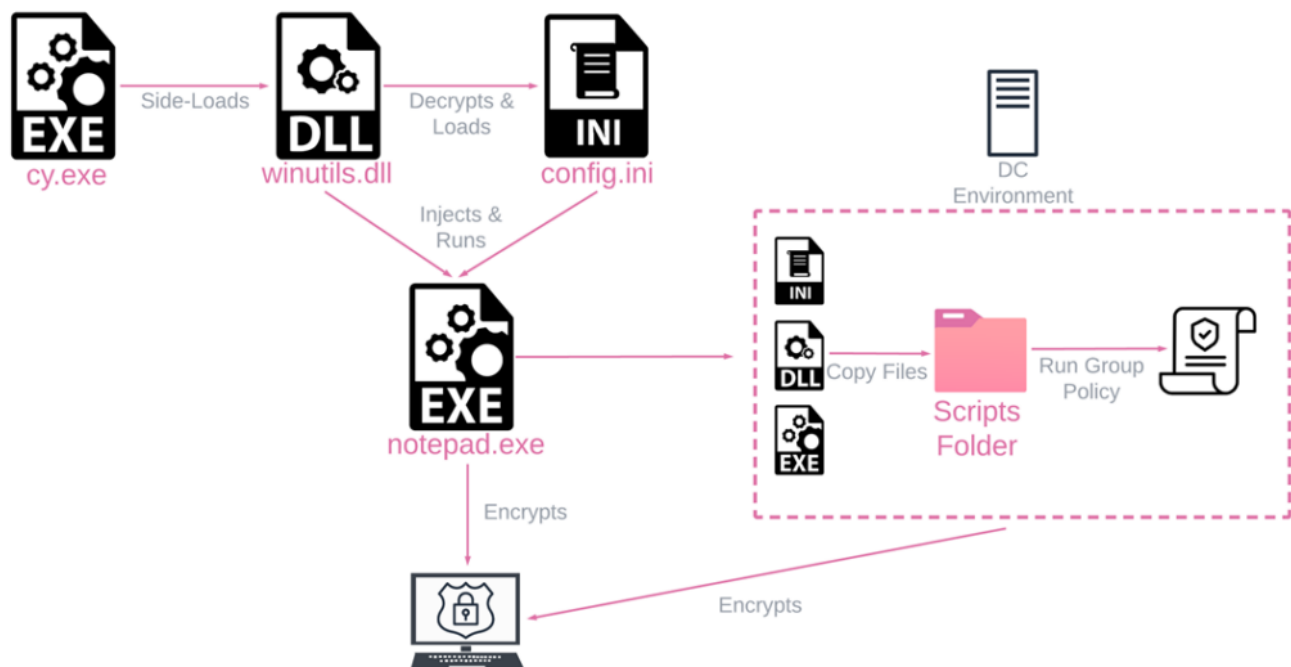 EXE
cy.exe
Side-Loads
DLL
winutils.dll
Decrypts &
Loads
INI
config.ini
Injects &
Runs
EXE
notepad.exe
Encrypts
DC
Environment
INI
DLL
EXE
Copy Files
Scripts
Folder
Run Group
Policy
Encrypts